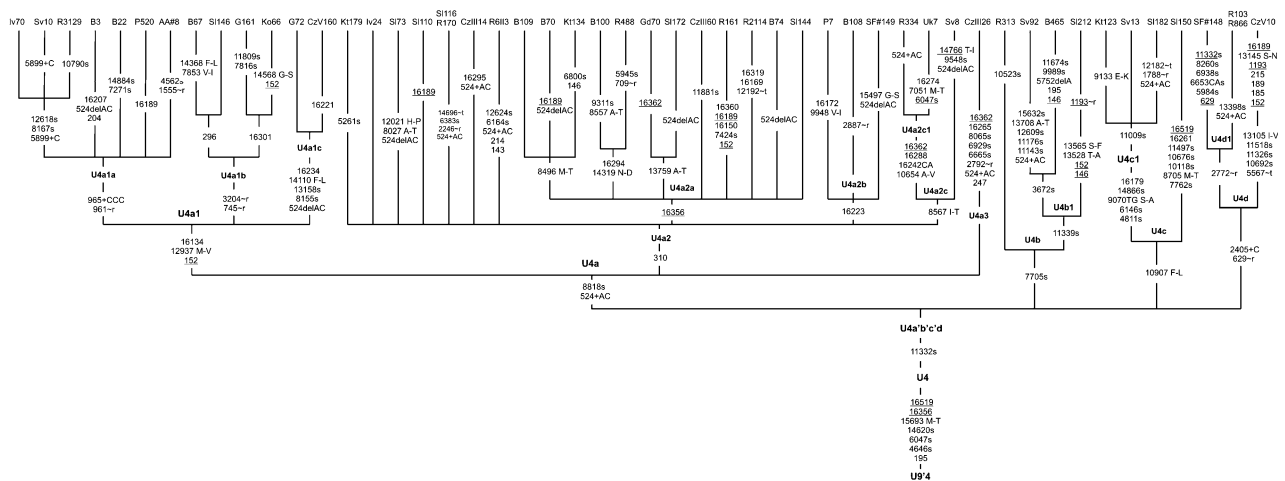 Iv70 Sv10 R3129 B3 B22 P520 AA#8 B67 SI146 G161 Ko66 G72 CzV160 Kt179 Iv24 SI73 SI110 SI116 R170 CzIII14 R6II3 B109 B70 Kt134 B100 R488 Gd70 SI172 CzIII60 R161 R2114 B74 SI144 P7 B108 SF#149 R334 Uk7 Sv8 CzIII26 R313 Sv92 B465 SI212 Kt123 Sv13 SI182 SI150 SF#148 R103 R866 CzV10
5899+C
10790s
12618s
8167s
5899+C
16207
524delAC
204
14884s
7271s
16189
4562s
1555~r
U4a1a
965+CCC
961~r
14368 F-L
7853 V-I
296
11809s
7816s
14568 G-S
152
16301
U4a1b
3204~r
745~r
16221
U4a1c
16234
14110 F-L
13158s
8155s
524delAC
U4a1
16134
12937 M-V
152
5261s
12021 H-P
8027 A-T
524delAC
16189
14696~t
6383s
2246~r
524+AC
16295
524+AC
12624s
6164s
524+AC
214
143
16189
524delAC
6800s
146
8496 M-T
9311s
8557 A-T
5945s
709~r
16294
14319 N-D
16362
524delAC
13759 A-T
11881s
16360
16189
16150
7424s
152
16319
16169
12192~t
524delAC
U4a2a
16356
16172
9948 V-I
2887~r
15497 G-S
524delAC
U4a2b
16223
524+AC
16274
7051 M-T
6047s
U4a2c1
16362
16288
16242CA
10654 A-V
14766 T-I
9548s
524delAC
U4a2c
8567 I-T
U4a2
310
16362
16265
8065s
6929s
6665s
2792~r
524+AC
247
U4a3
U4a
8818s
524+AC
10523s
15632s
13708 A-T
12609s
11176s
11143s
524+AC
11674s
9989s
5752delA
195
146
3672s
1193~r
13565 S-F
13528 T-A
152
146
U4b1
11339s
U4b
7705s
9133 E-K
12182~t
1788~r
524+AC
11009s
U4c1
16179
14866s
9070TG S-A
6146s
4811s
16519
16261
11497s
10676s
10118s
8705 M-T
7762s
U4c
10907 F-L
11332s
8260s
6938s
6653CAs
5984s
629
13398s
524+AC
U4d1
2772~r
16189
13145 S-N
1193
215
189
185
152
13105 I-V
11518s
11326s
10692s
5567~t
U4d
2405+C
629~r
U4a'b'c'd
11332s
U4
16519
16356
15693 M-T
14620s
6047s
4646s
195
U9'4